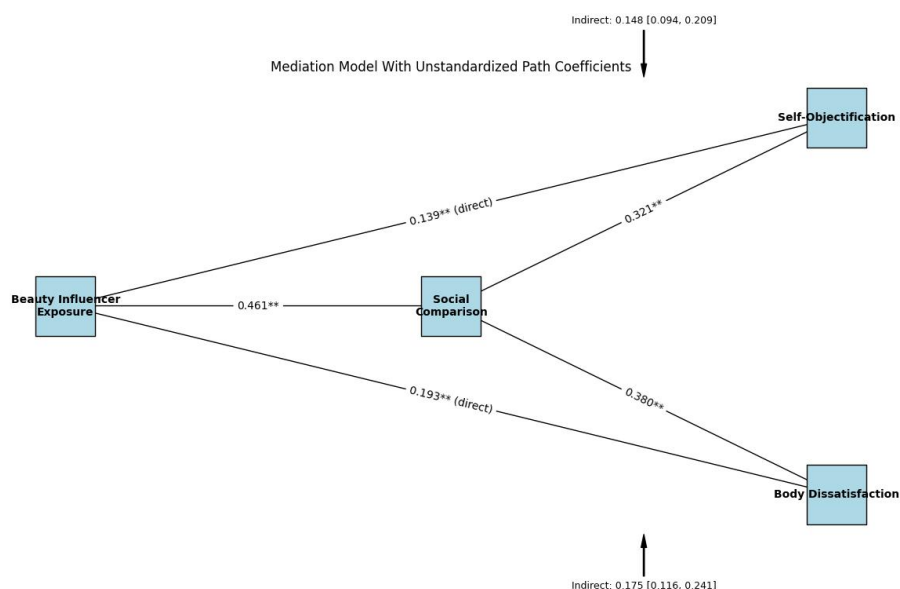 Indirect: 0.148 [0.094, 0.209]
Mediation Model With Unstandardized Path Coefficients
Self-Objectification
0.139** (direct)
0.321**
Beauty Influencer
Exposure
0.461**
Social
Comparison
0.193** (direct)
0.380**
Body Dissatisfaction
Indirect: 0.175 [0.116, 0.241]